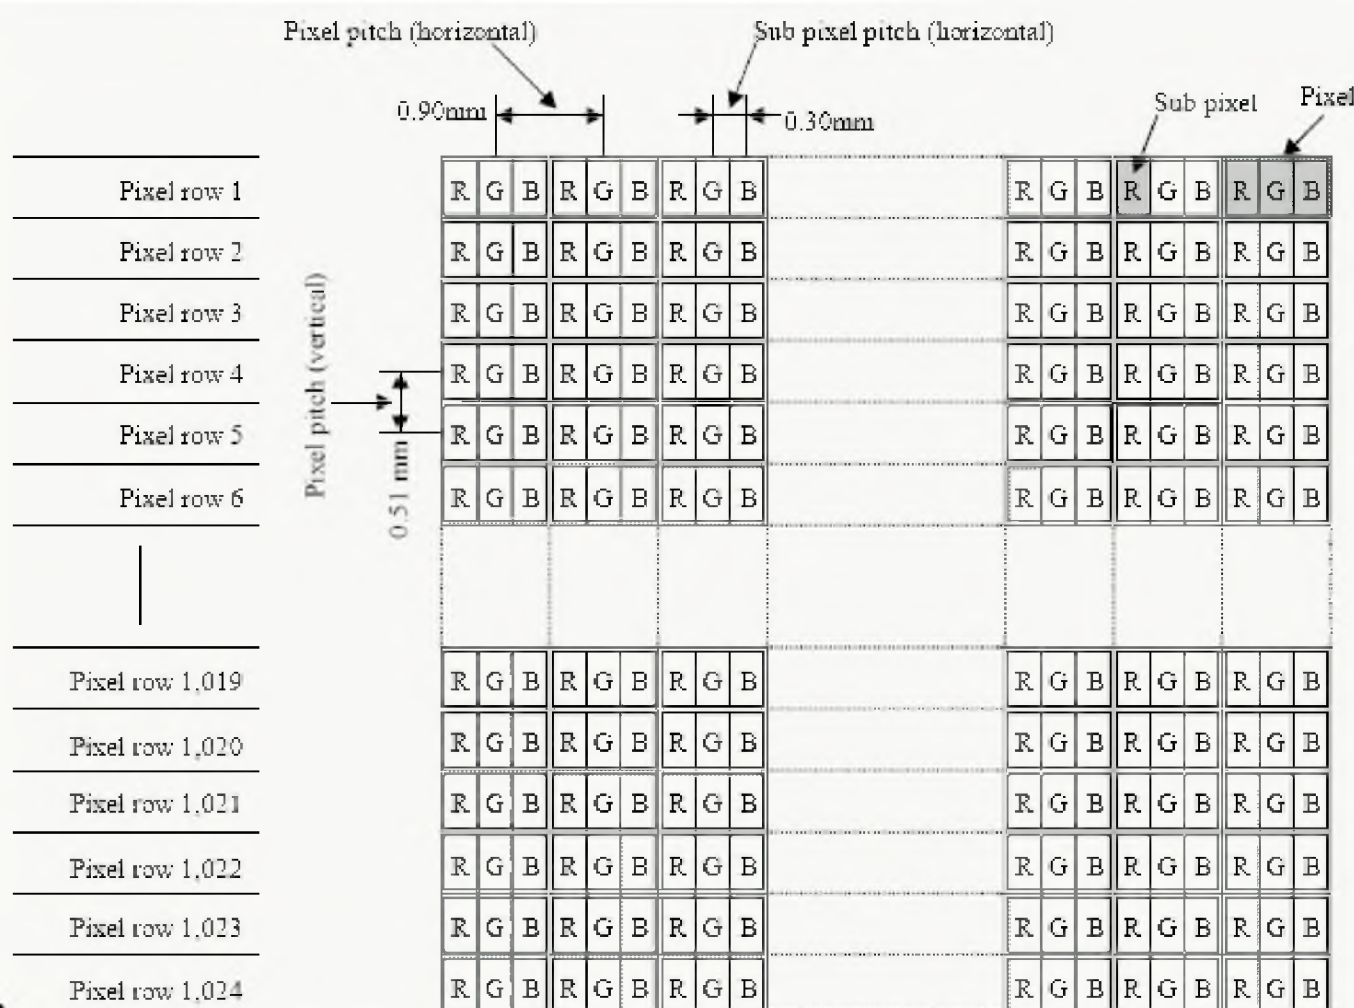 Pixel pitch (horizontal)
Sub pixel pitch (horizontal)
0.90mm
0.30mm
Sub pixel
Pixel
Pixel row 1
R G B R G B R G B R G B R G B R G B
Pixel row 2
R G B R G B R G B R G B R G B R G B
Pixel row 3
R G B R G B R G B R G B R G B R G B
Pixel row 4
R G B R G B R G B R G B R G B R G B
Pixel row 5
R G B R G B R G B R G B R G B R G B
Pixel row 6
R G B R G B R G B R G B R G B R G B
Pixel pitch (vertical)
0.51 mm
Pixel row 1,019
R G B R G B R G B R G B R G B R G B
Pixel row 1,020
R G B R G B R G B R G B R G B R G B
Pixel row 1,021
R G B R G B R G B R G B R G B R G B
Pixel row 1,022
R G B R G B R G B R G B R G B R G B
Pixel row 1,023
R G B R G B R G B R G B R G B R G B
Pixel row 1,024
R G B R G B R G B R G B R G B R G B